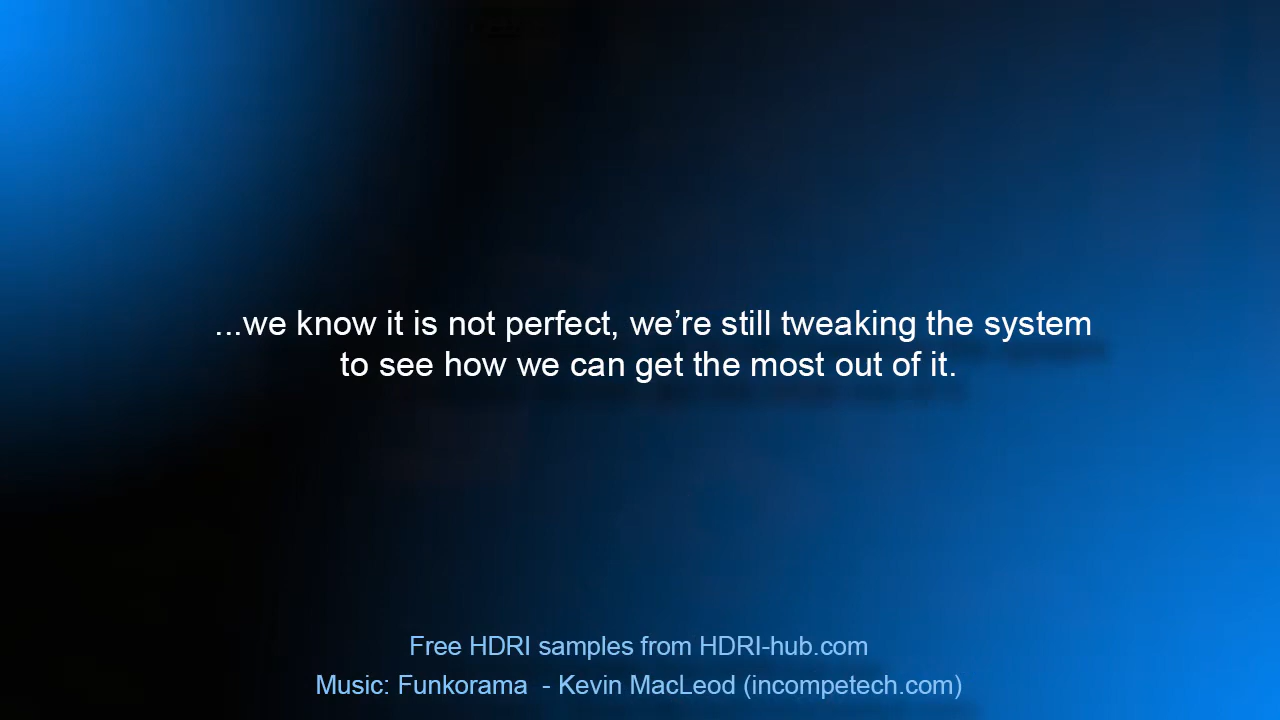 ...we know it is not perfect, we’re still tweaking the system
to see how we can get the most out of it.
Free HDRI samples from HDRI-hub.com
Music: Funkorama  - Kevin MacLeod (incompetech.com)